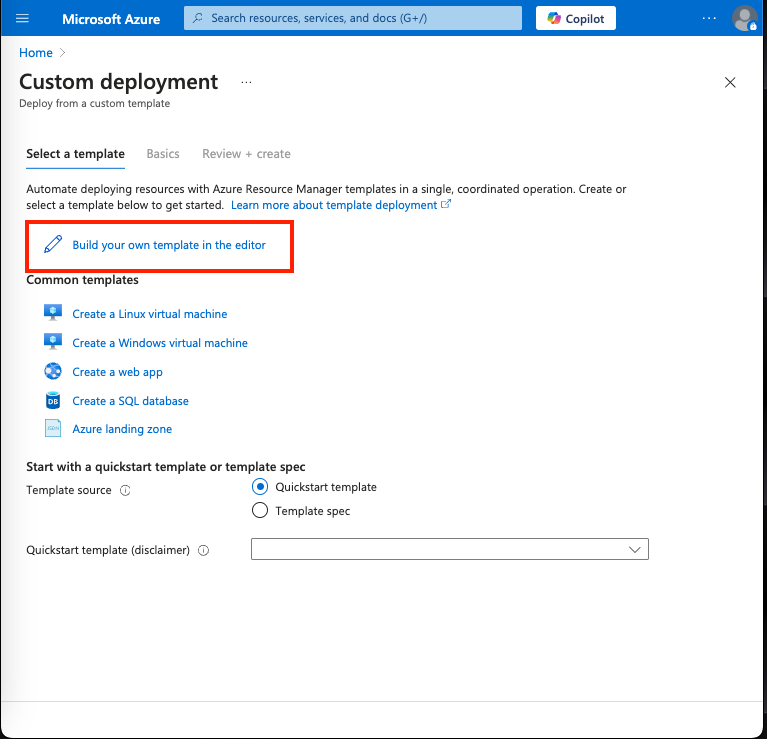 Microsoft Azure
Search resources, services, and docs (G+/)
Copilot
...
Home >
Custom deployment ...
Deploy from a custom template
Select a template Basics Review + create
Automate deploying resources with Azure Resource Manager templates in a single, coordinated operation. Create or
select a template below to get started. Learn more about template deployment
Build your own template in the editor
Common templates
Create a Linux virtual machine
Create a Windows virtual machine
Create a web app
DB Create a SQL database
JSON Azure landing zone
Start with a quickstart template or template spec
Template source
Quickstart template
Template spec
Quickstart template (disclaimer)